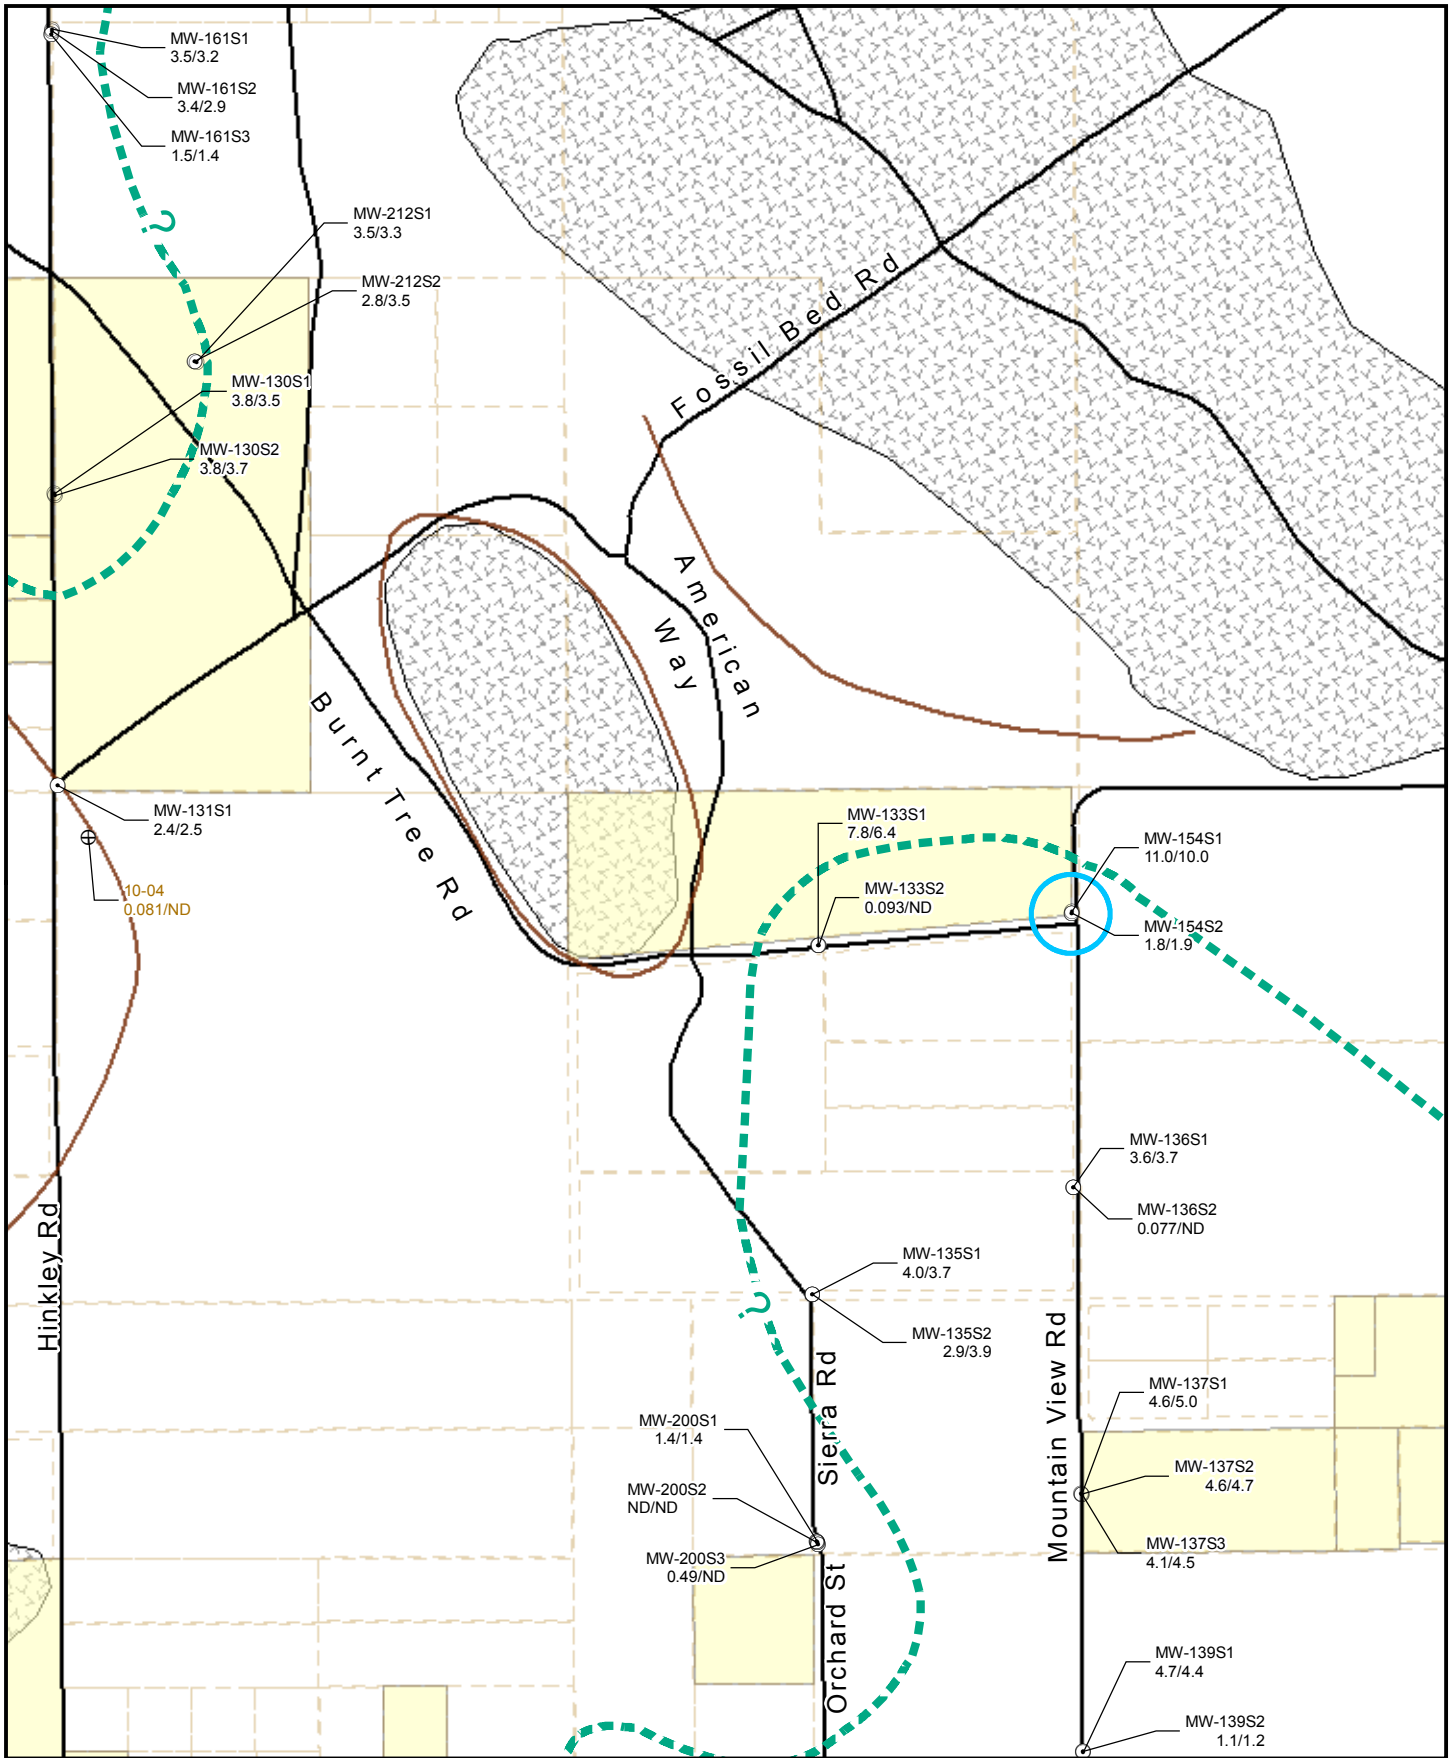 MW-161S1
3.5/3.2
MW-161S2
3.4/2.9
MW-161S3
1.5/1.4
?
MW-212S1
3.5/3.3
MW-212S2
2.8/3.5
MW-130S1
3.8/3.5
MW-130S2
3.8/3.7
Fossil Bed Rd
American
Way
Burnt Tree Rd
MW-131S1
2.4/2.5
10-04
0.081/ND
MW-133S1
7.8/6.4
MW-133S2
0.093/ND
MW-154S1
11.0/10.0
MW-154S2
1.8/1.9
MW-136S1
3.6/3.7
MW-136S2
0.077/ND
Hinkley Rd
MW-135S1
4.0/3.7
?
MW-135S2
2.9/3.9
Sierra Rd
Mountain View Rd
MW-137S1
4.6/5.0
MW-137S2
4.6/4.7
MW-137S3
4.1/4.5
MW-200S1
1.4/1.4
MW-200S2
ND/ND
MW-200S3
0.49/ND
Orchard St
MW-139S1
4.7/4.4
MW-139S2
1.1/1.2